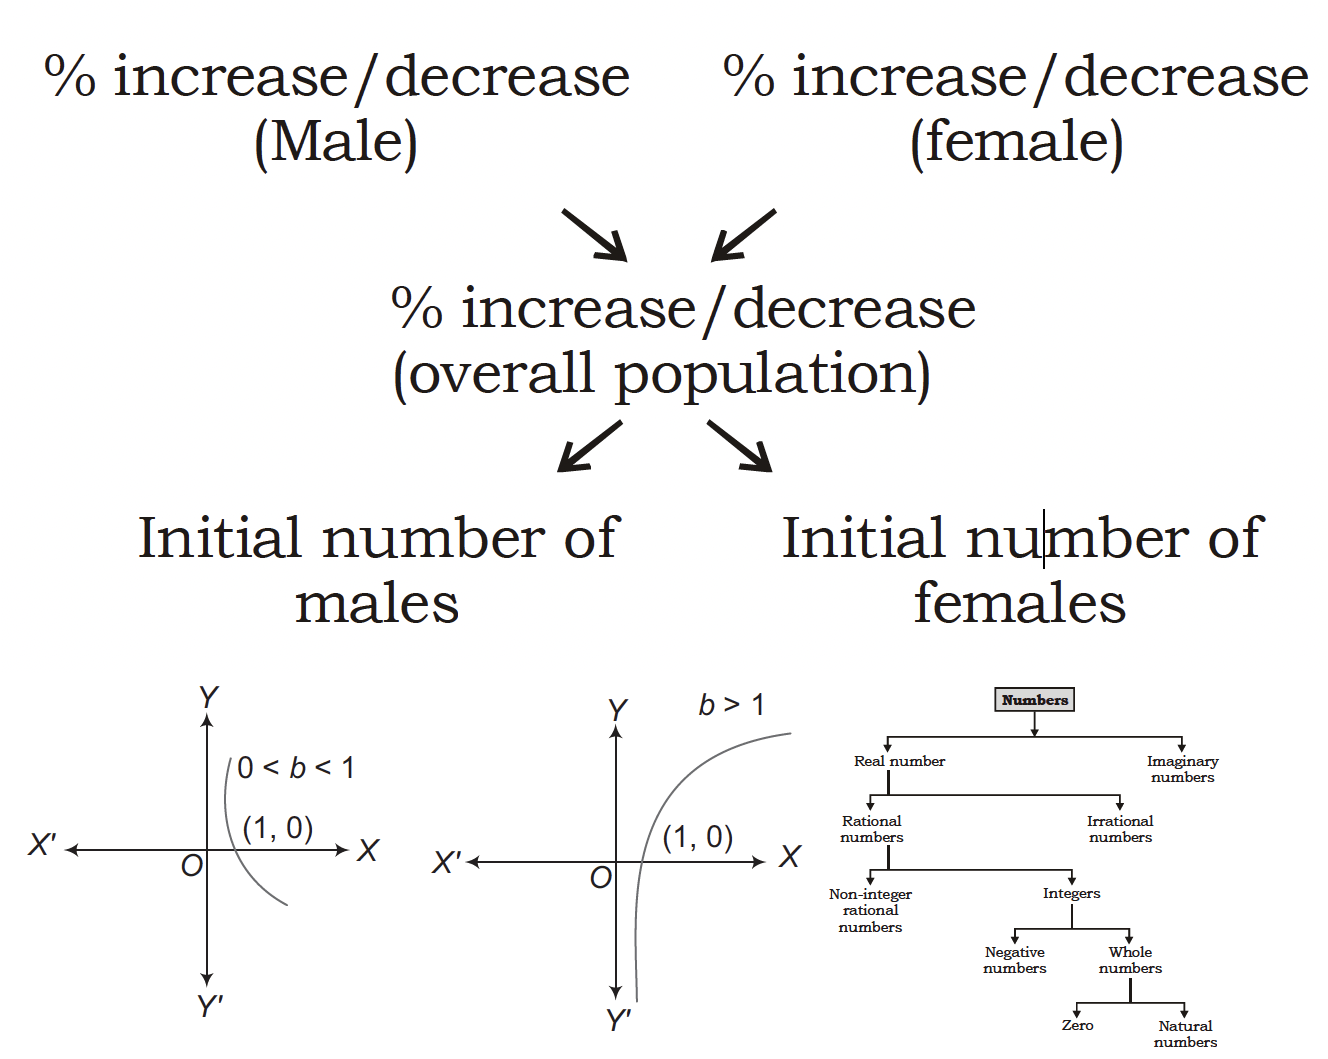 % increase/decrease
(Male)
% increase/decrease
(female)
% increase/decrease
(overall population)
Initial number of
males
Initial number of
females
Y
0 < b < 1
(1, 0)
X′
X
O
Y′
Y
b > 1
(1, 0)
X′
X
O
Y′
Numbers
Real number
Imaginary
numbers
Rational
numbers
Irrational
numbers
Non-integer
rational
numbers
Integers
Negative
numbers
Whole
numbers
Zero
Natural
numbers